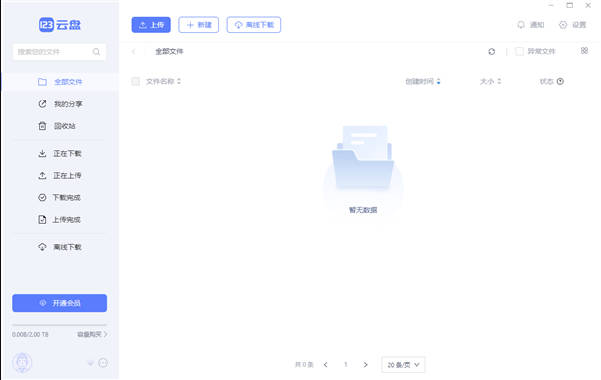 123云盘
搜索您的文件
全部文件
我的分享
回收站
正在下载
正在上传
下载完成
上传完成
离线下载
开通会员
0.00B/2.00 TB 容量购买
上传 新建 离线下载
通知 设置
全部文件
异常文件
文件名称 创建时间 大小 状态
暂无数据
共 0 条 1 20 条/页